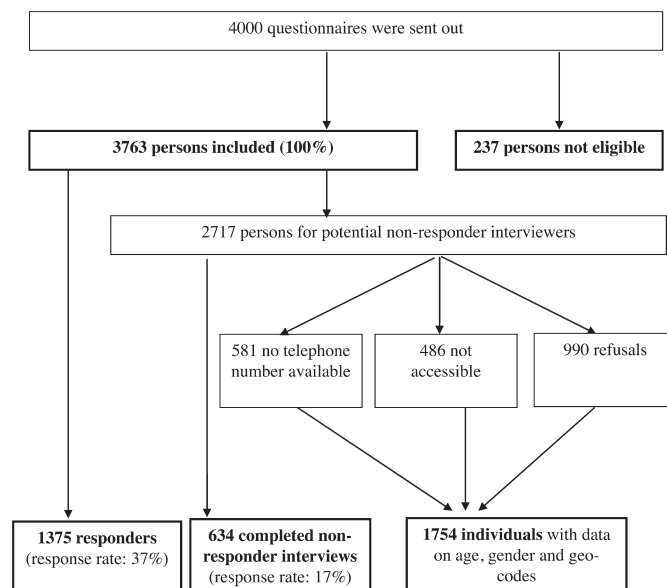 4000 questionnaires were sent out
3763 persons included (100%)
237 persons not eligible
2717 persons for potential non-responder interviewers
581 no telephone
number available
486 not
accessible
990 refusals
1375 responders
(response rate: 37%)
634 completed non-
responder interviews
(response rate: 17%)
1754 individuals with data
on age, gender and geo-
codes